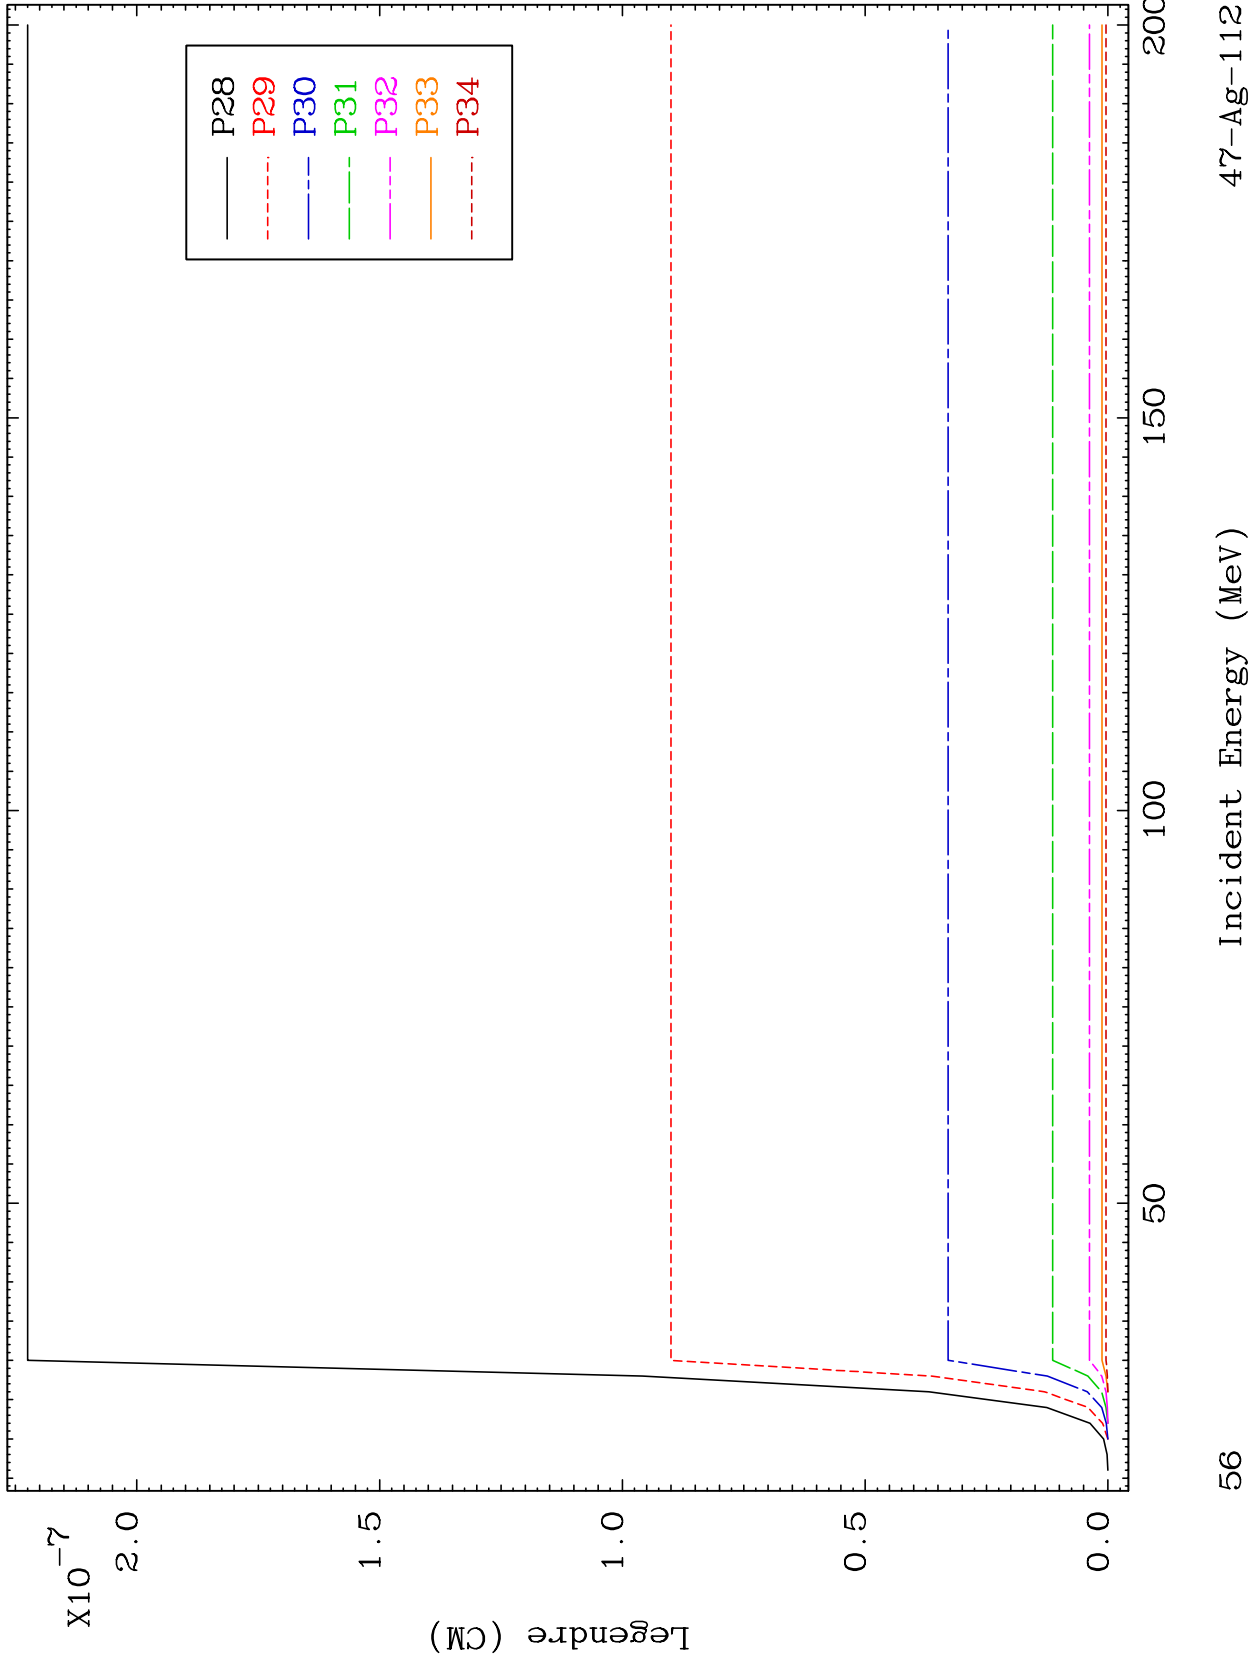 X10-7
2.0
1.5
1.0
0.5
0.0
Legendre (CM)
P28
P29
P30
P31
P32
P33
P34
50
100
150
200
56
Incident Energy (MeV)
47-Ag-112